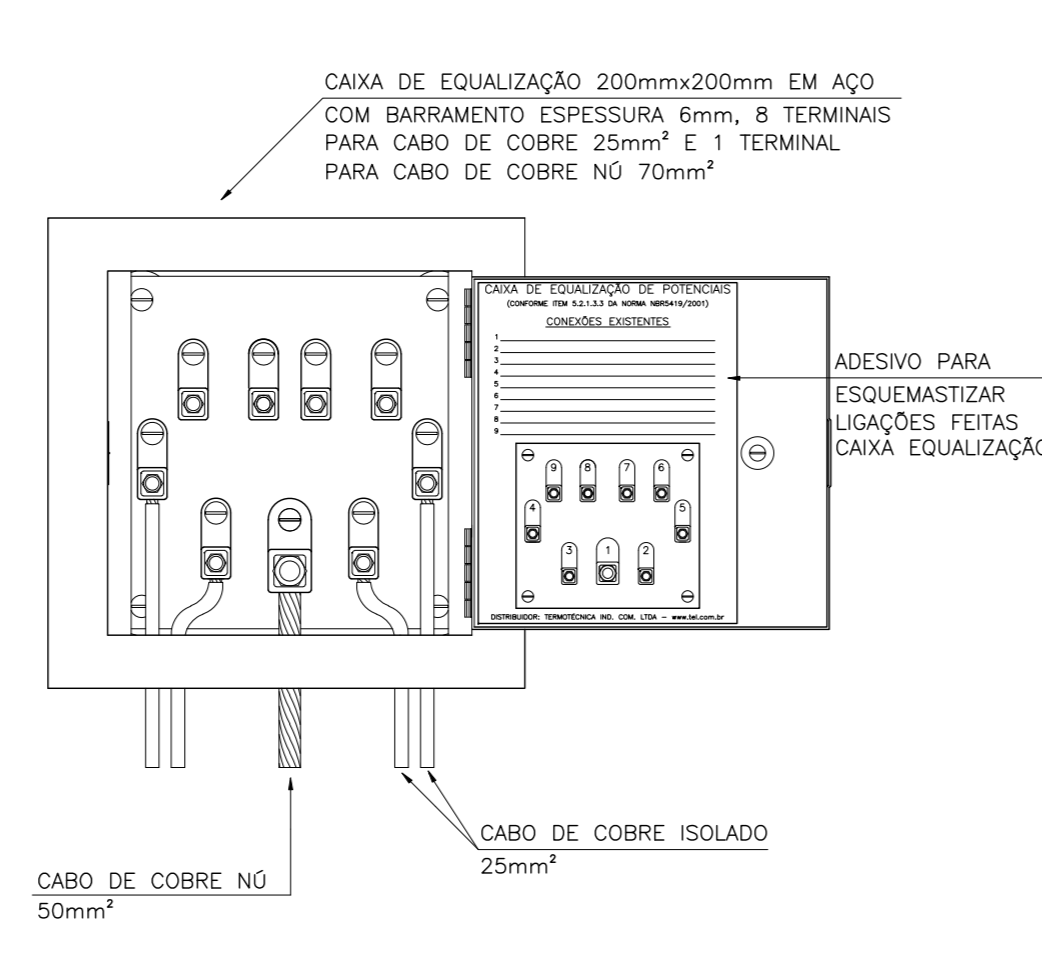 CAIXA DE EQUALIZAÇÃO 200mmx200mm EM AÇO
COM BARRAMENTO ESPESSURA 6mm, 8 TERMINAIS
PARA CABO DE COBRE 25mm² E 1 TERMINAL
PARA CABO DE COBRE NÚ 70mm²
CAIXA DE EQUALIZAÇÃO DE POTENCIAIS
(CONFORME ITEM 5.2.1.3.3 DA NORMA NBR5419/2001)
CONEXÕES EXISTENTES
1
2
3
4
5
6
7
8
9
9 8 7 6
4 5
3 1 2
DISTRIBUIDOR: TERMOTÉCNICA IND. COM. LTDA – www.tel.com.br
ADESIVO PARA
ESQUEMASTIZAR
LIGAÇÕES FEITAS
CAIXA EQUALIZAÇÃO
CABO DE COBRE ISOLADO
25mm²
CABO DE COBRE NÚ
50mm²